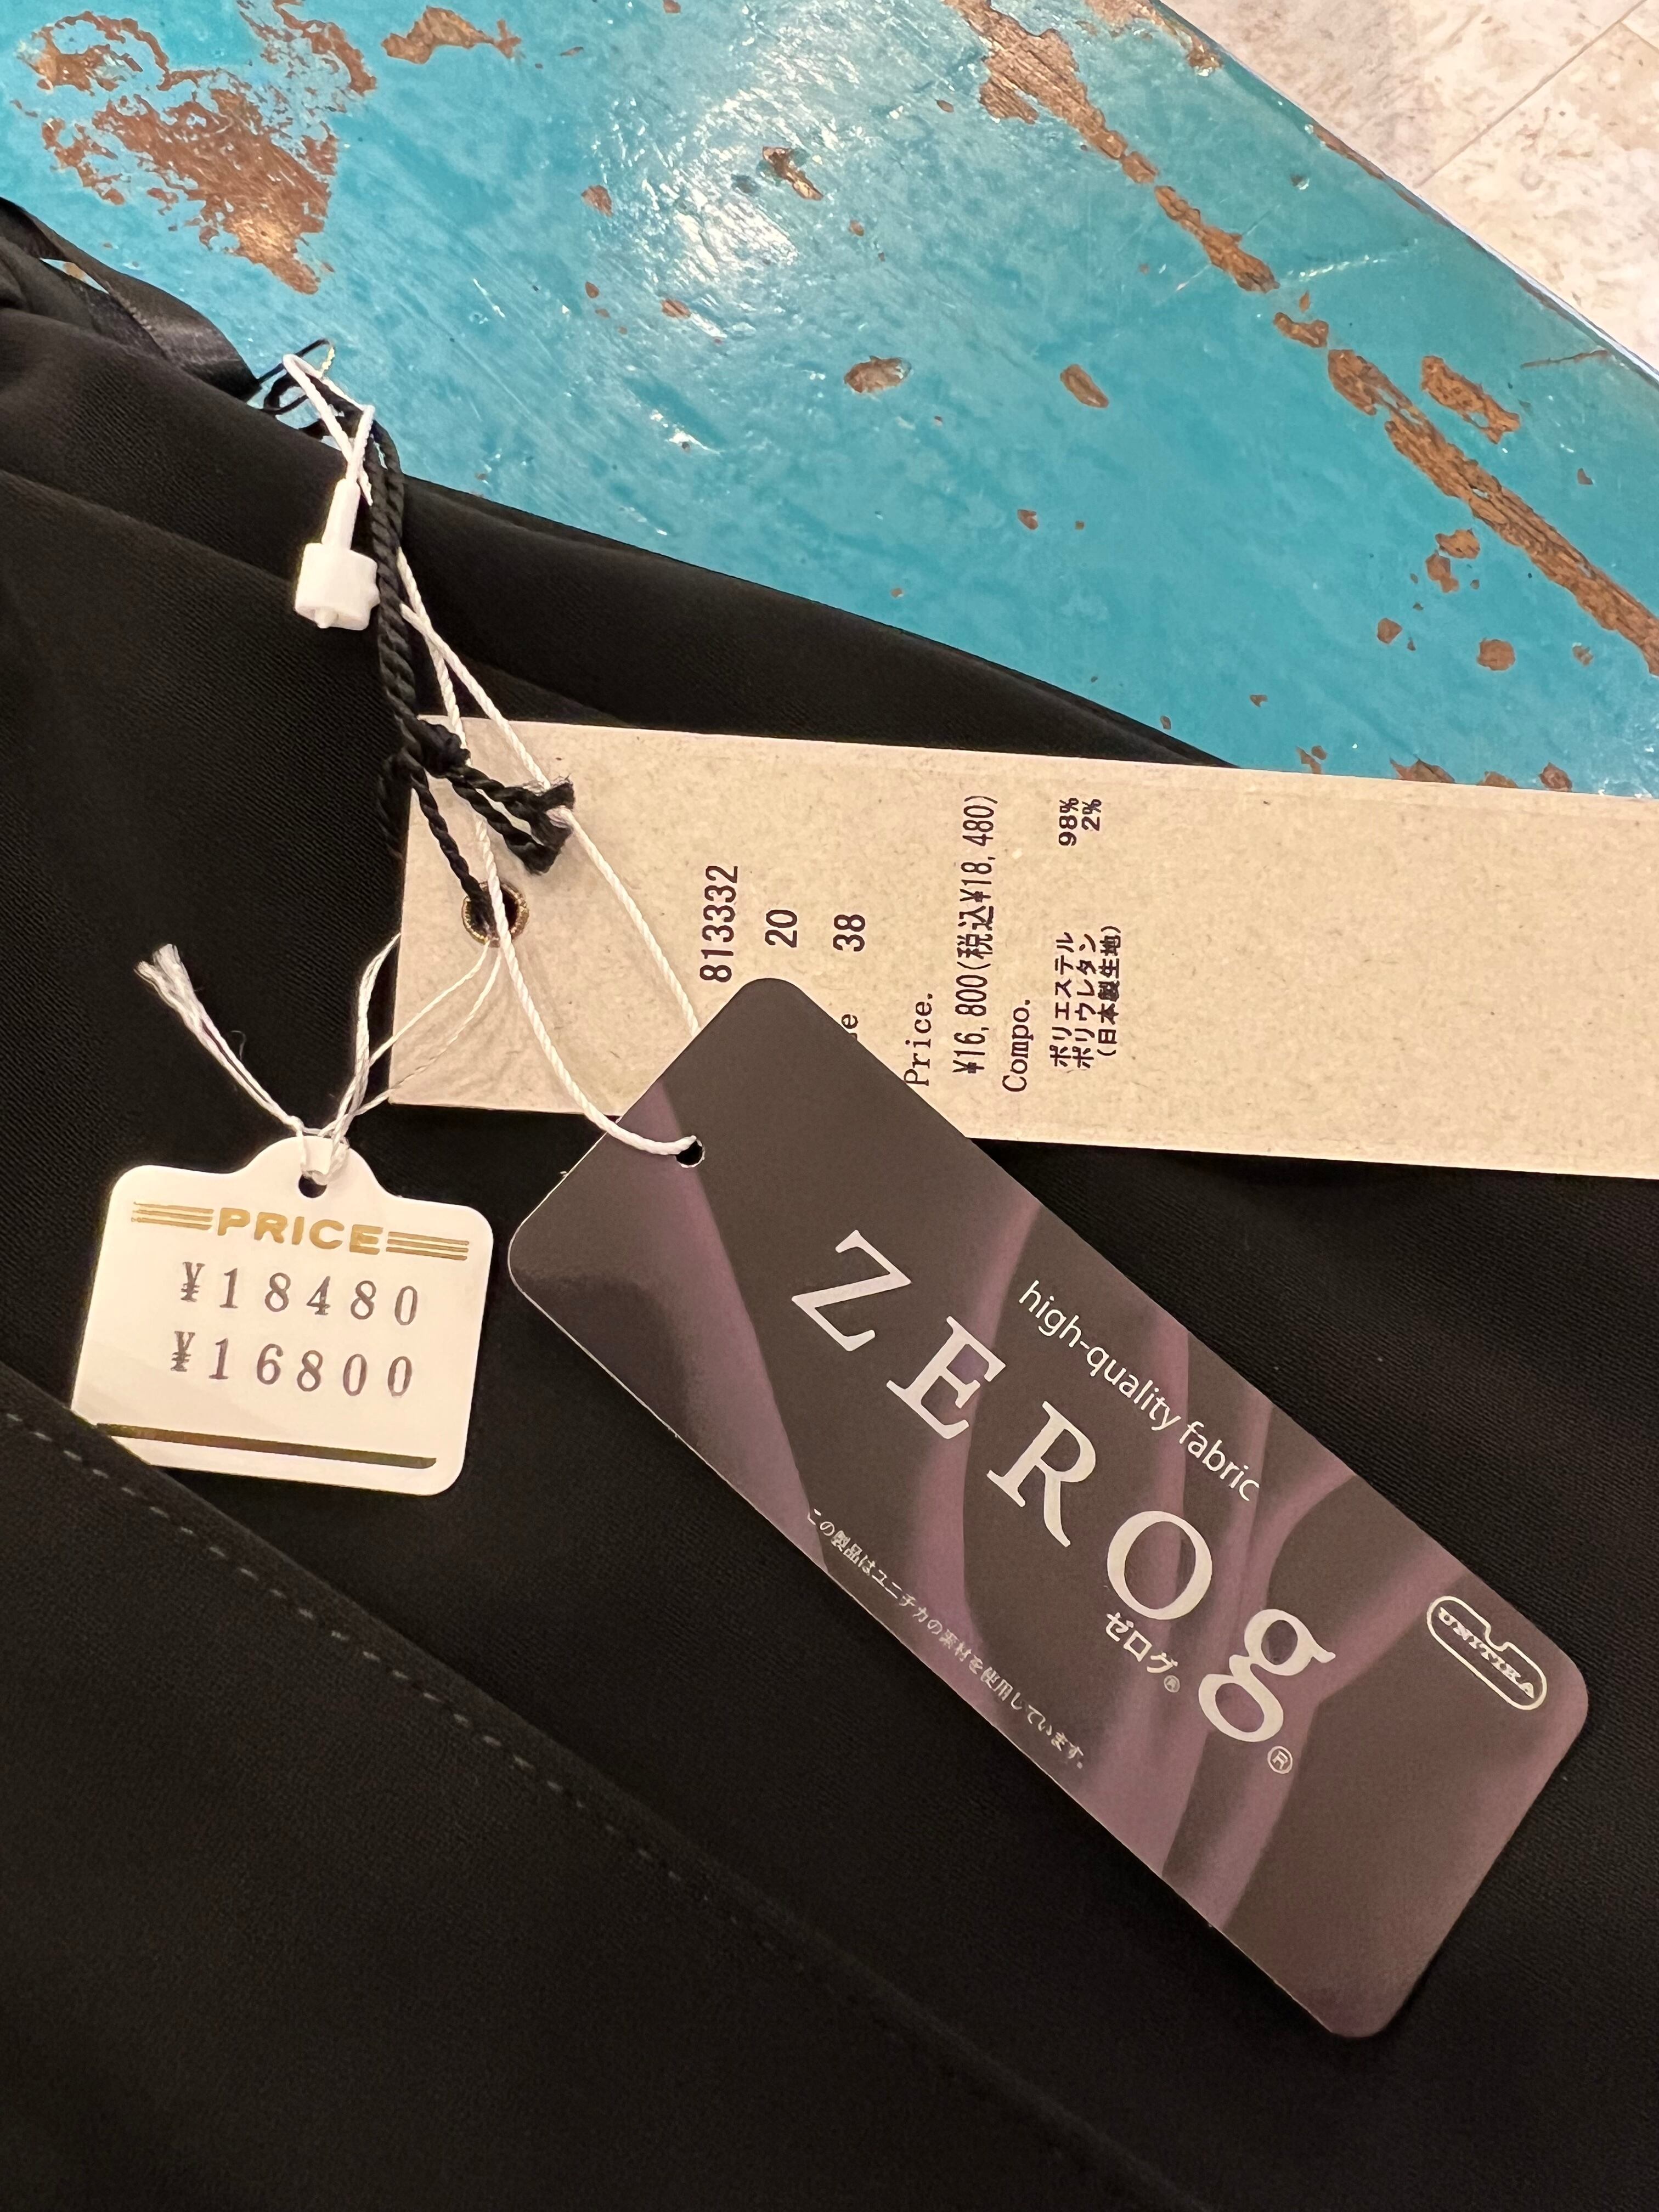 813332
20
38
Price.
¥16,800(税込¥18,480)
Compo.
ポリエステル 98%
ポリウレタン 2%
(日本製生地)
PRICE
¥18480
¥16800
high-quality fabric
ZEROg®
ゼログ®
この製品はユニチカの素材を使用しています。
UNITIKA